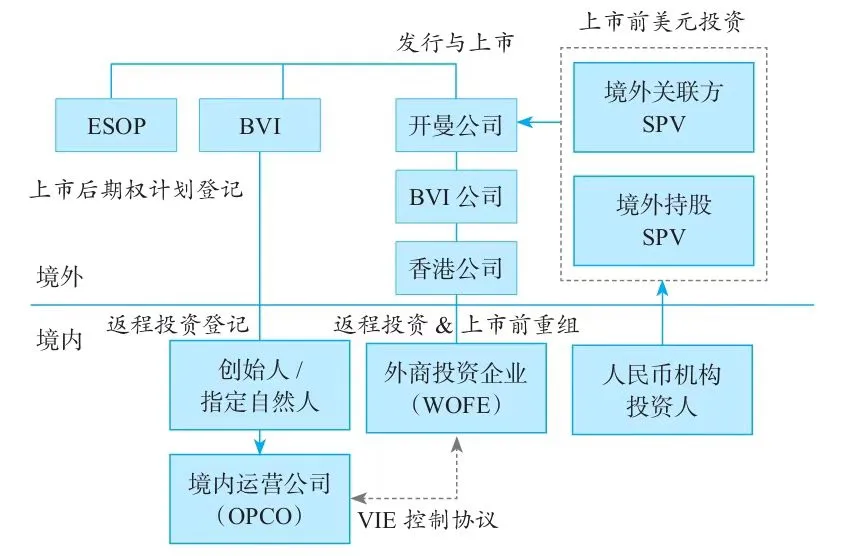 发行与上市
上市前美元投资
ESOP
BVI
开曼公司
境外关联方
SPV
上市后期权计划登记
BVI 公司
境外持股
SPV
境外
香港公司
境内
返程投资登记
返程投资 & 上市前重组
创始人 /
指定自然人
外商投资企业
（WOFE）
人民币机构
投资人
境内运营公司
（OPCO）
VIE 控制协议